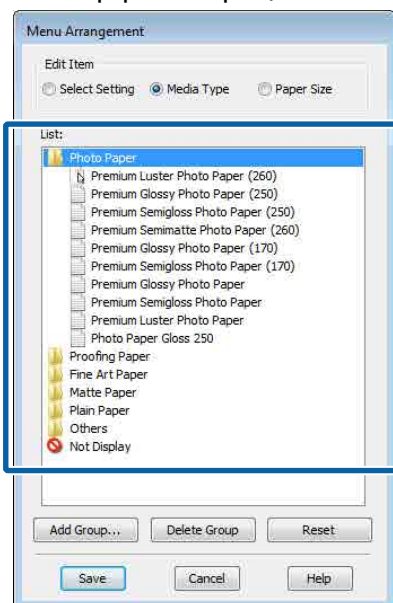 Menu Arrangement
Edit Item
Select Setting Media Type Paper Size
List:
Photo Paper
Premium Luster Photo Paper (260)
Premium Glossy Photo Paper (250)
Premium Semigloss Photo Paper (250)
Premium Semimatte Photo Paper (260)
Premium Glossy Photo Paper (170)
Premium Semigloss Photo Paper (170)
Premium Glossy Photo Paper
Premium Semigloss Photo Paper
Premium Luster Photo Paper
Photo Paper Gloss 250
Proofing Paper
Fine Art Paper
Matte Paper
Plain Paper
Others
Not Display
Add Group... Delete Group Reset
Save Cancel Help